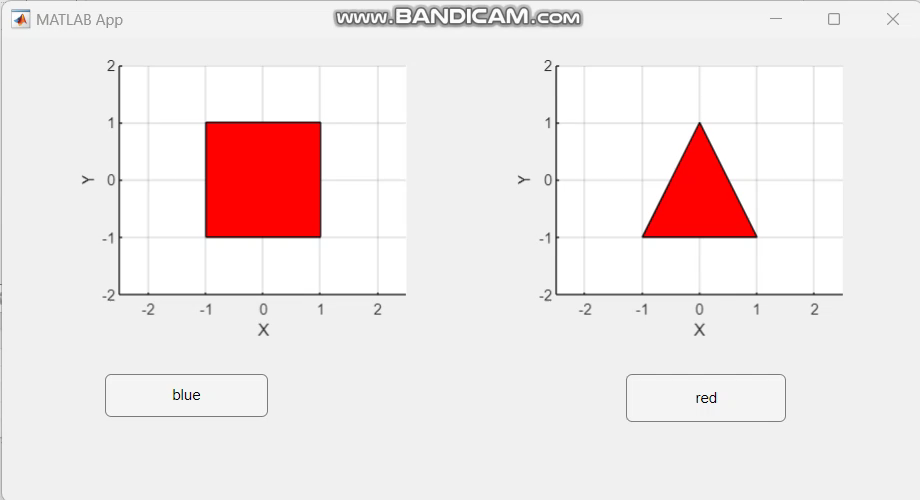 MATLAB App
www.BANDICAM.com
2
1
0
-1
-2
Y
-2 -1 0 1 2
X
2
1
0
-1
-2
Y
-2 -1 0 1 2
X
blue
red